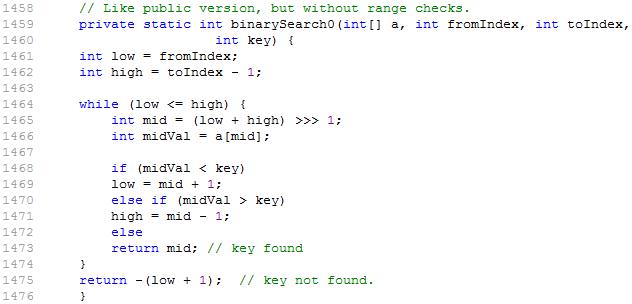 1458     // Like public version, but without range checks.
1459     private static int binarySearch0(int[] a, int fromIndex, int toIndex,
1460                      int key) {
1461     int low = fromIndex;
1462     int high = toIndex - 1;
1463
1464     while (low <= high) {
1465         int mid = (low + high) >>> 1;
1466         int midVal = a[mid];
1467
1468         if (midVal < key)
1469         low = mid + 1;
1470         else if (midVal > key)
1471         high = mid - 1;
1472         else
1473         return mid; // key found
1474     }
1475     return -(low + 1);  // key not found.
1476     }